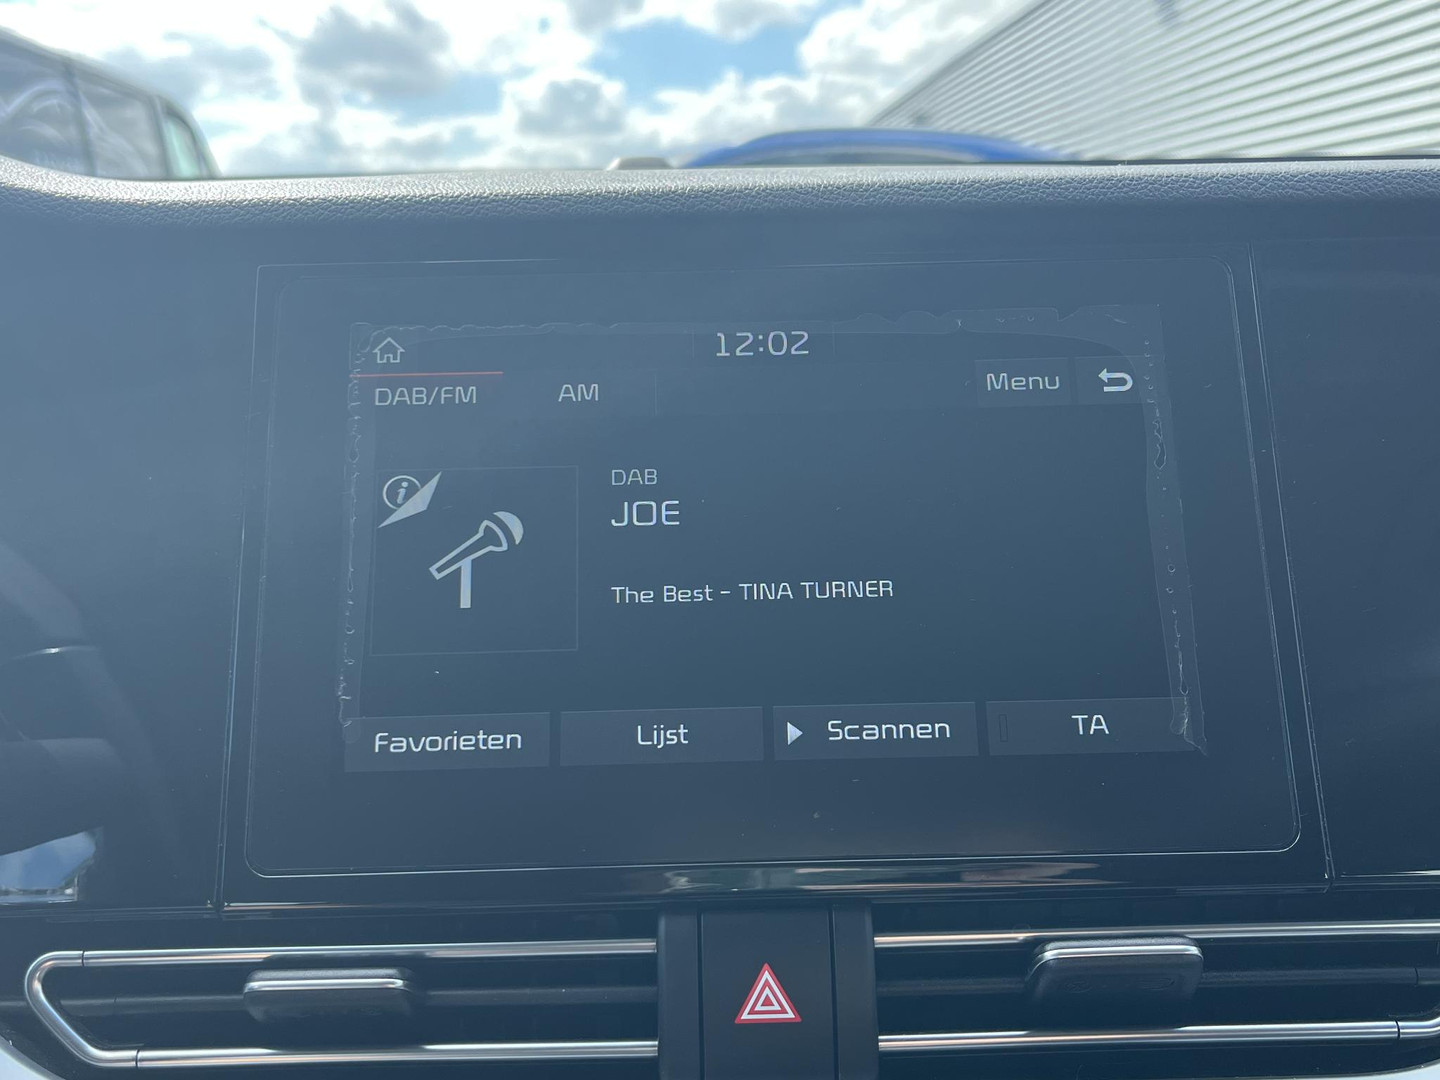 12:02
DAB/FM AM Menu
DAB
JOE
The Best - TINA TURNER
Favorieten Lijst Scannen TA